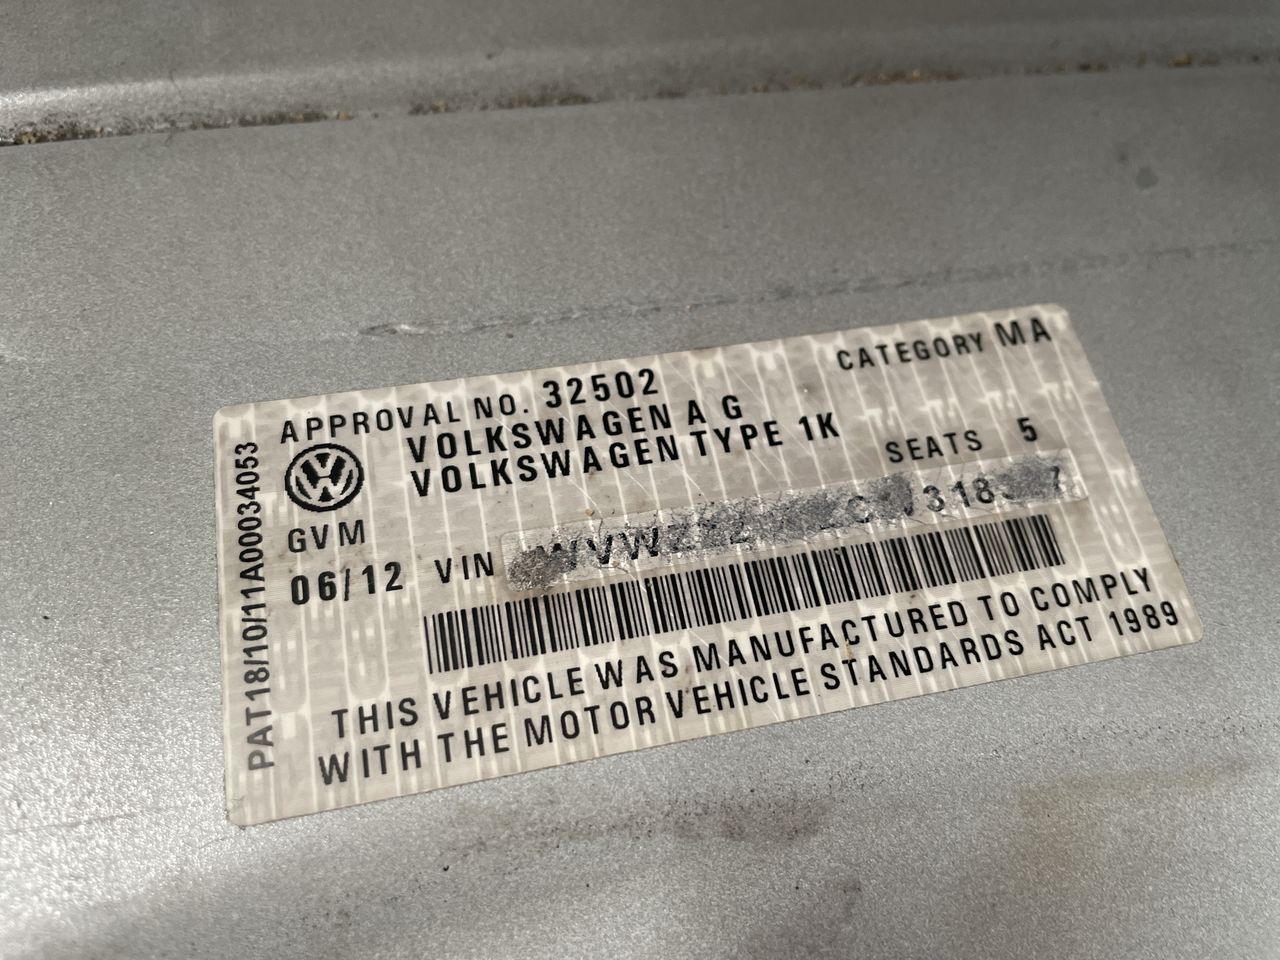 APPROVAL NO. 32502
CATEGORY MA
VOLKSWAGEN A G
VOLKSWAGEN TYPE 1K
SEATS 5
GVM
06/12
VIN
THIS VEHICLE WAS MANUFACTURED TO COMPLY
WITH THE MOTOR VEHICLE STANDARDS ACT 1989
PAT18/10/11A00034053